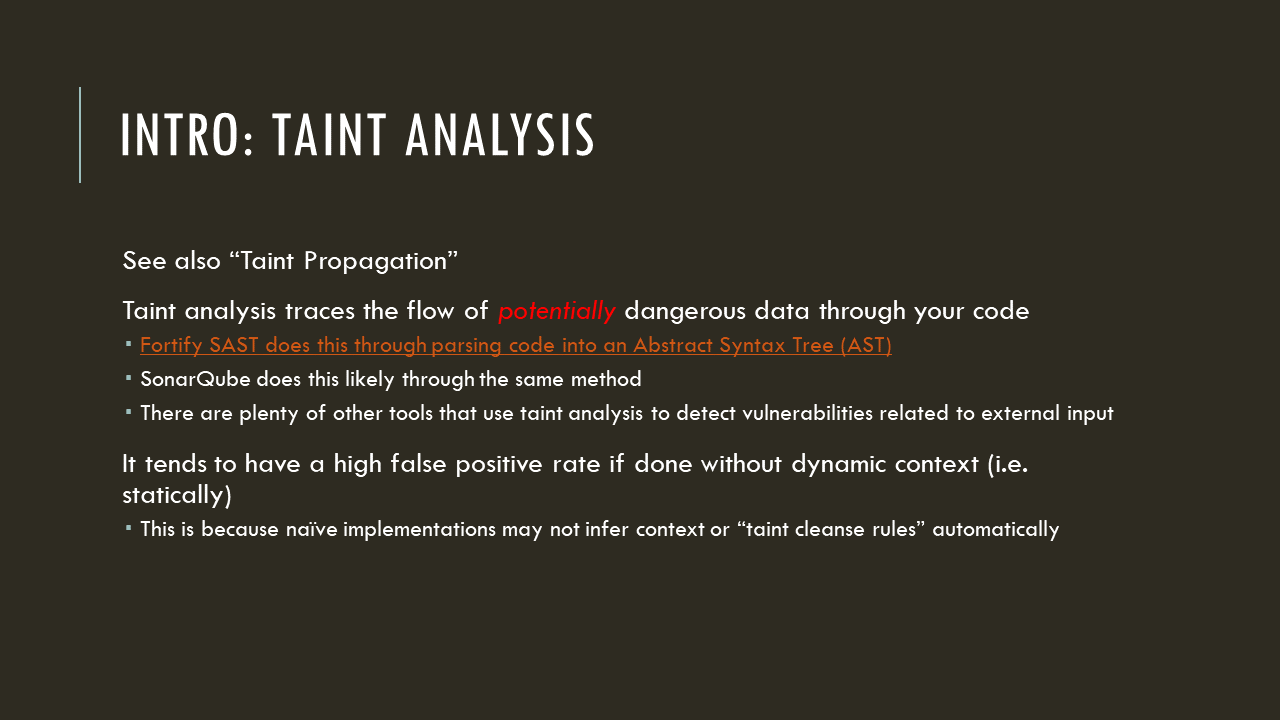 INTRO: TAINT ANALYSIS
See also “Taint Propagation”
Taint analysis traces the flow of potentially dangerous data through your code
▪ Fortify SAST does this through parsing code into an Abstract Syntax Tree (AST)
▪ SonarQube does this likely through the same method
▪ There are plenty of other tools that use taint analysis to detect vulnerabilities related to external input
It tends to have a high false positive rate if done without dynamic context (i.e.
statically)
▪ This is because naïve implementations may not infer context or “taint cleanse rules” automatically